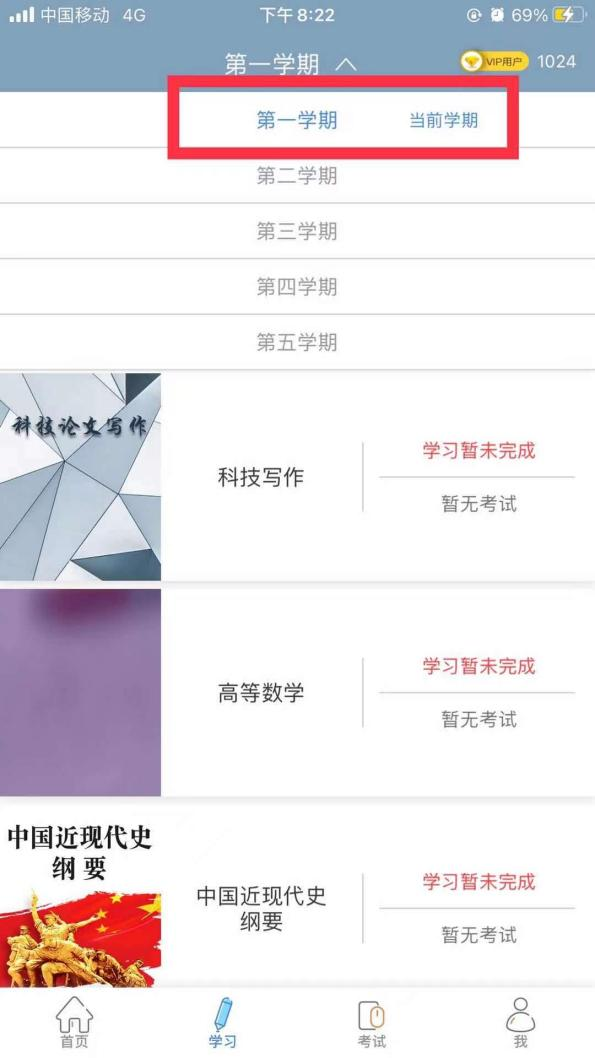 中国移动 4G 下午8:22 69%
第一学期 VIP用户 1024
第一学期 当前学期
第二学期
第三学期
第四学期
第五学期
科技论文写作
科技写作
学习暂未完成
暂无考试
高等数学
学习暂未完成
暂无考试
中国近现代史
纲要
中国近现代史
纲要
学习暂未完成
暂无考试
首页 学习 考试 我